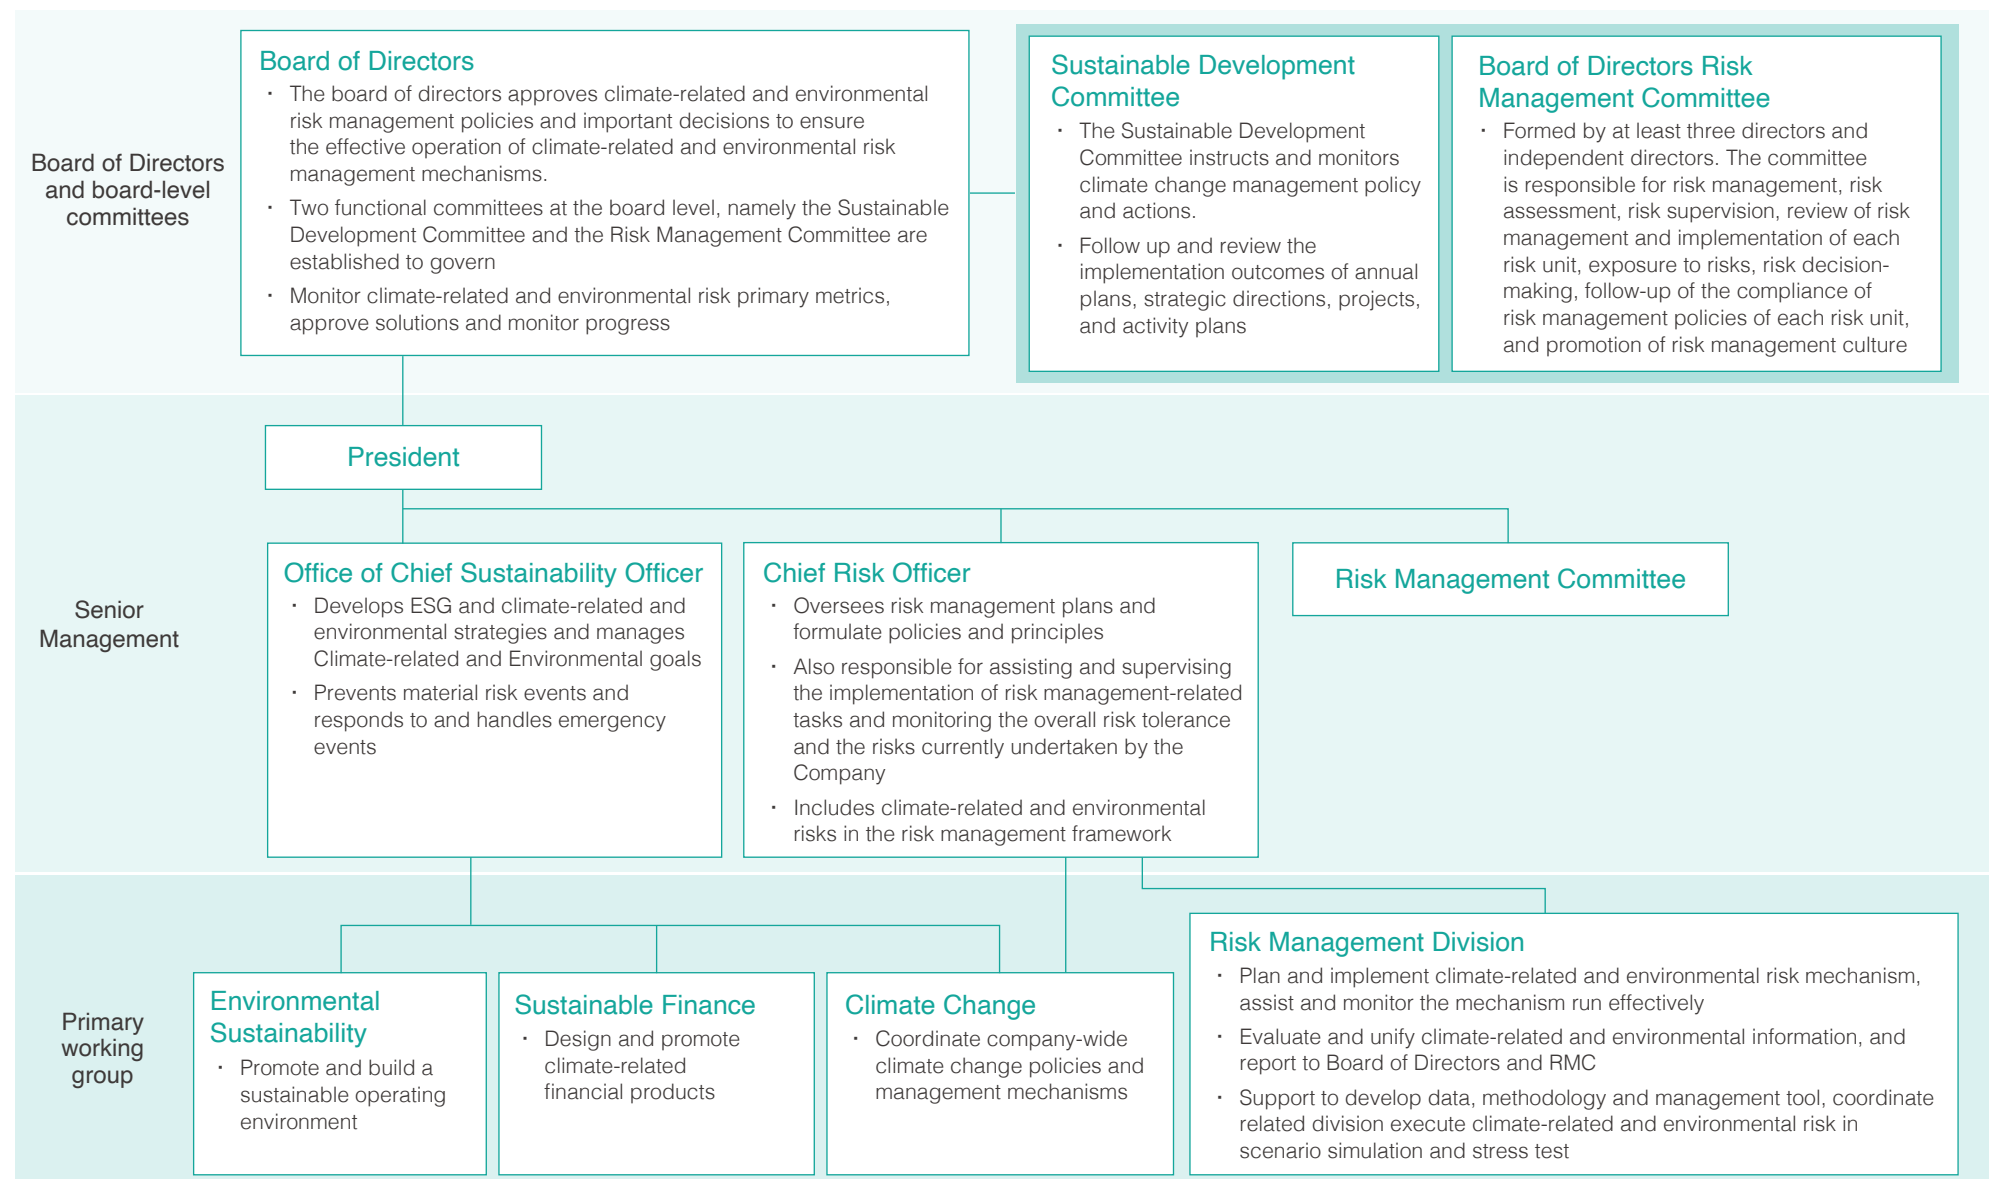 Board of Directors
and board-level
committees
Board of Directors
· The board of directors approves climate-related and environmental
risk management policies and important decisions to ensure
the effective operation of climate-related and environmental risk
management mechanisms.
· Two functional committees at the board level, namely the Sustainable
Development Committee and the Risk Management Committee are
established to govern
· Monitor climate-related and environmental risk primary metrics,
approve solutions and monitor progress
Sustainable Development
Committee
· The Sustainable Development
Committee instructs and monitors
climate change management policy
and actions.
· Follow up and review the
implementation outcomes of annual
plans, strategic directions, projects,
and activity plans
Board of Directors Risk
Management Committee
· Formed by at least three directors and
independent directors. The committee
is responsible for risk management, risk
assessment, risk supervision, review of risk
management and implementation of each
risk unit, exposure to risks, risk decision-
making, follow-up of the compliance of
risk management policies of each risk unit,
and promotion of risk management culture
Senior
Management
President
Office of Chief Sustainability Officer
· Develops ESG and climate-related and
environmental strategies and manages
Climate-related and Environmental goals
· Prevents material risk events and
responds to and handles emergency
events
Chief Risk Officer
· Oversees risk management plans and
formulate policies and principles
· Also responsible for assisting and supervising
the implementation of risk management-related
tasks and monitoring the overall risk tolerance
and the risks currently undertaken by the
Company
· Includes climate-related and environmental
risks in the risk management framework
Risk Management Committee
Primary
working
group
Environmental
Sustainability
· Promote and build a
sustainable operating
environment
Sustainable Finance
· Design and promote
climate-related
financial products
Climate Change
· Coordinate company-wide
climate change policies and
management mechanisms
Risk Management Division
· Plan and implement climate-related and environmental risk mechanism,
assist and monitor the mechanism run effectively
· Evaluate and unify climate-related and environmental information, and
report to Board of Directors and RMC
· Support to develop data, methodology and management tool, coordinate
related division execute climate-related and environmental risk in
scenario simulation and stress test